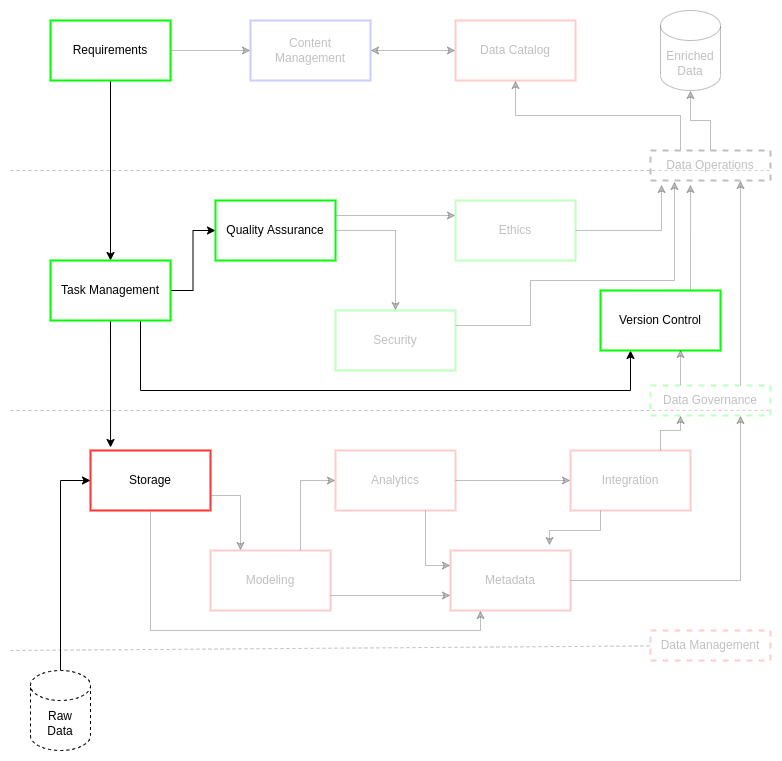 Requirements
Content
Management
Data Catalog
Enriched
Data
Data Operations
Quality Assurance
Ethics
Task Management
Security
Version Control
Data Governance
Storage
Analytics
Integration
Modeling
Metadata
Data Management
Raw
Data